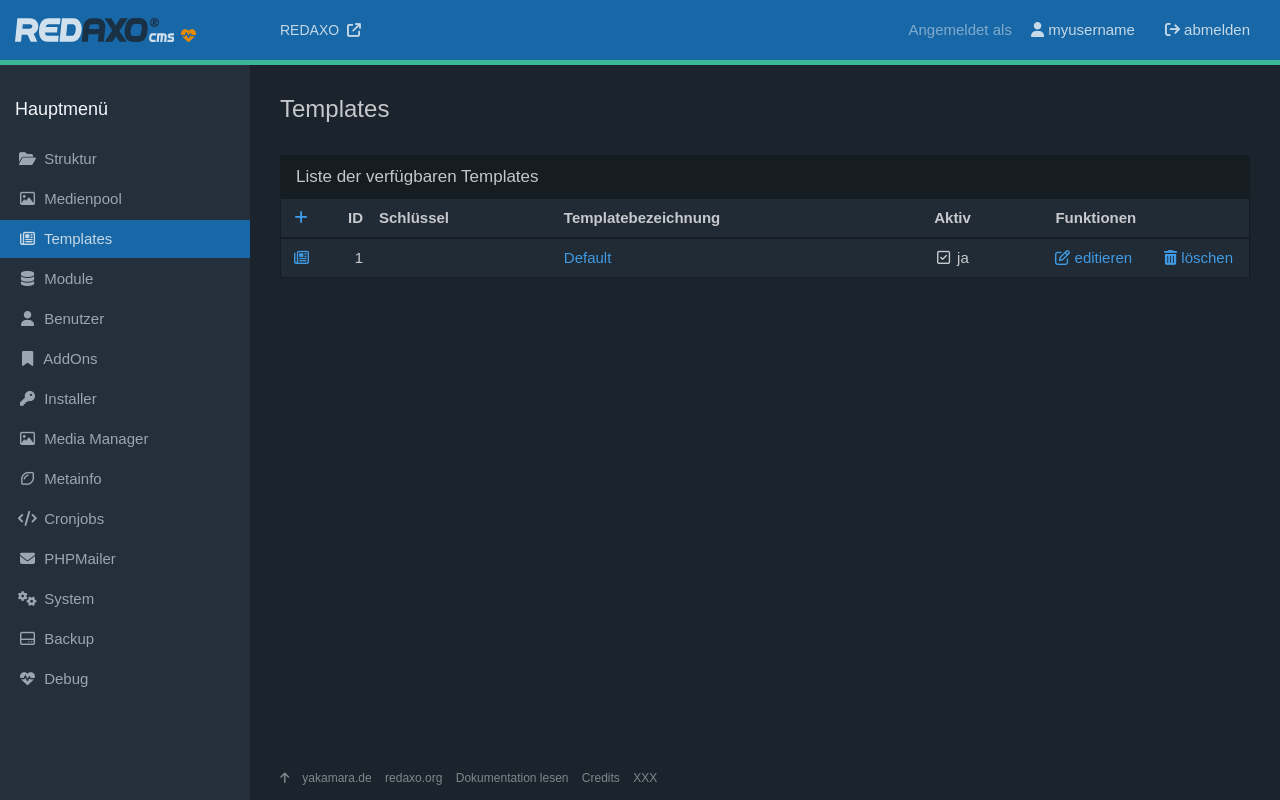 REDAXO® cms
REDAXO
Angemeldet als myusername abmelden
Hauptmenü
Struktur
Medienpool
Templates
Module
Benutzer
AddOns
Installer
Media Manager
Metainfo
Cronjobs
PHPMailer
System
Backup
Debug
Templates
Liste der verfügbaren Templates
ID Schlüssel Templatebezeichnung Aktiv Funktionen
1 Default ja editieren löschen
yakamara.de redaxo.org Dokumentation lesen Credits XXX